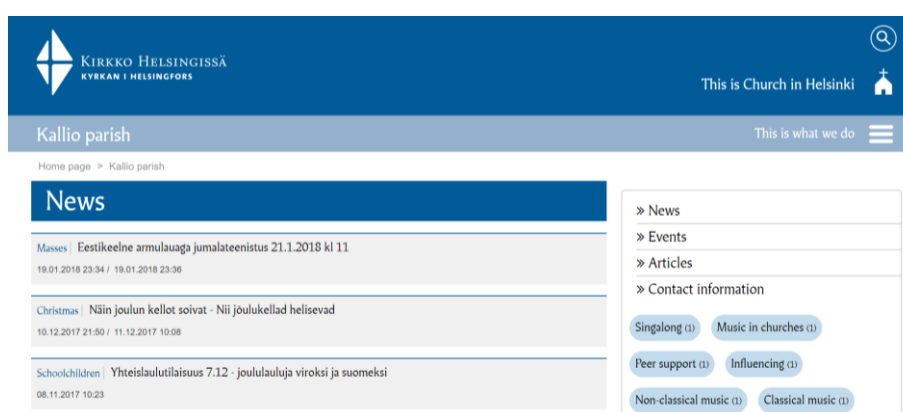 KIRKKO HELSINGISSÄ
KYRKAN I HELSINGFORS
This is Church in Helsinki
Kallio parish
This is what we do
Home page > Kallio parish
News
Masses | Eestikeelne armulauaga jumalateenistus 21.1.2018 kl 11
19.01.2018 23:34 / 19.01.2018 23:36
Christmas | Näin joulun kellot soivat - Nii jõulukellad helisevad
10.12.2017 21:50 / 11.12.2017 10:08
Schoolchildren | Yhteislaulutilaisuus 7.12 - joululauluja viroksi ja suomeksi
08.11.2017 10:23
» News
» Events
» Articles
» Contact information
Singalong (1) Music in churches (1)
Peer support (1) Influencing (1)
Non-classical music (1) Classical music (1)